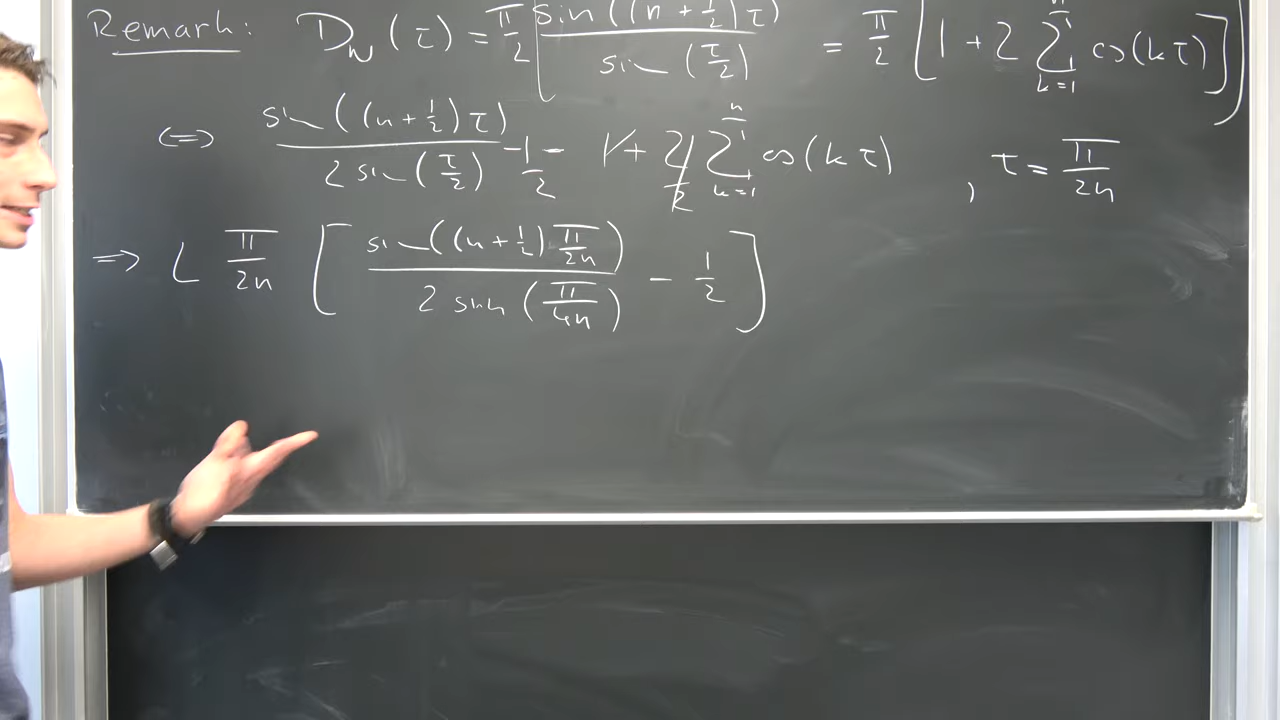 Remark: D_N(τ) = π/2 [ sin((n + 1/2)τ) / sin(τ/2) = π/2 [ 1 + 2 ∑_{k=1}^{n} cos(kτ) ] )
⇔ sin((n + 1/2)τ) / 2 sin(τ/2) - 1/2 - 1 + 2/2 ∑_{k=1}^{n} cos(kτ) , τ = π/2n
⇒ L π/2n [ sin((n + 1/2) π/2n) / 2 sin(π/4n) - 1/2 ]